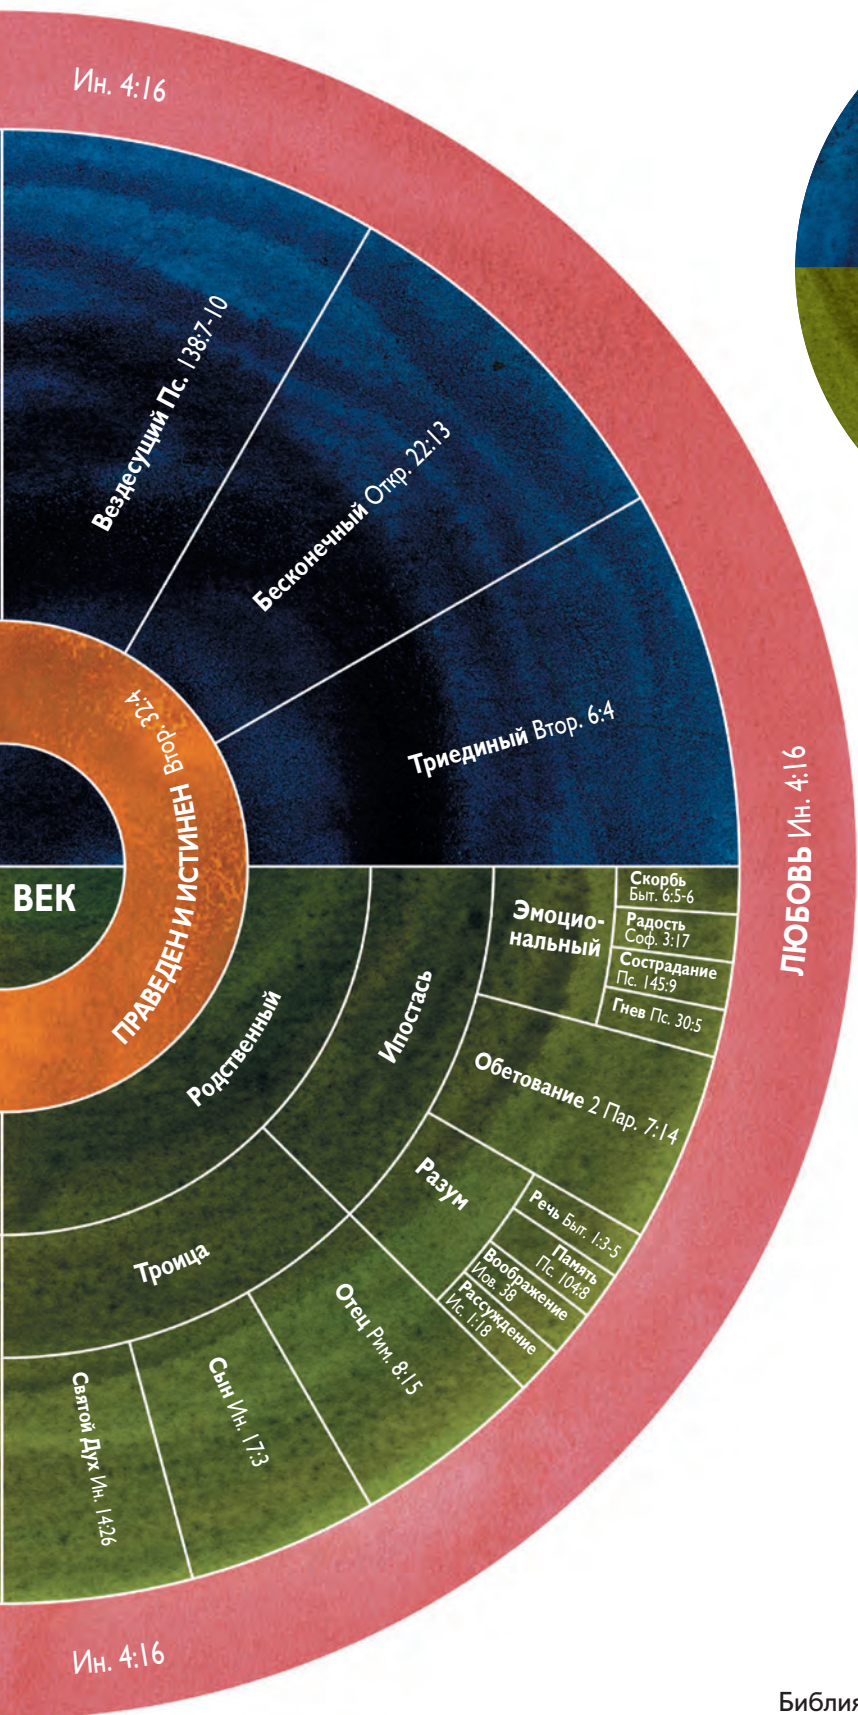 Ин. 4:16
Вездесущий Пс. 138:7-10
Бесконечный Откр. 22:13
Триединый Втор. 6:4
ПРАВЕДЕН И ИСТИНЕН Втор. 32:4
ЛЮБОВЬ Ин. 4:16
ВЕК
Родственный
Ипостась
Эмоцио-
нальный
Скорбь
Быт. 6:5-6
Радость
Соф. 3:17
Сострадание
Пс. 145:9
Гнев Пс. 30:5
Обетование 2 Пар. 7:14
Разум
Речь Быт. 1:3-5
Память
Пс. 104:8
Воображение
Иов. 38
Рассуждение
Ис. 1:18
Троица
Отец Рим. 8:15
Сын Ин. 17:3
Святой Дух Ин. 14:26
Ин. 4:16
Библия